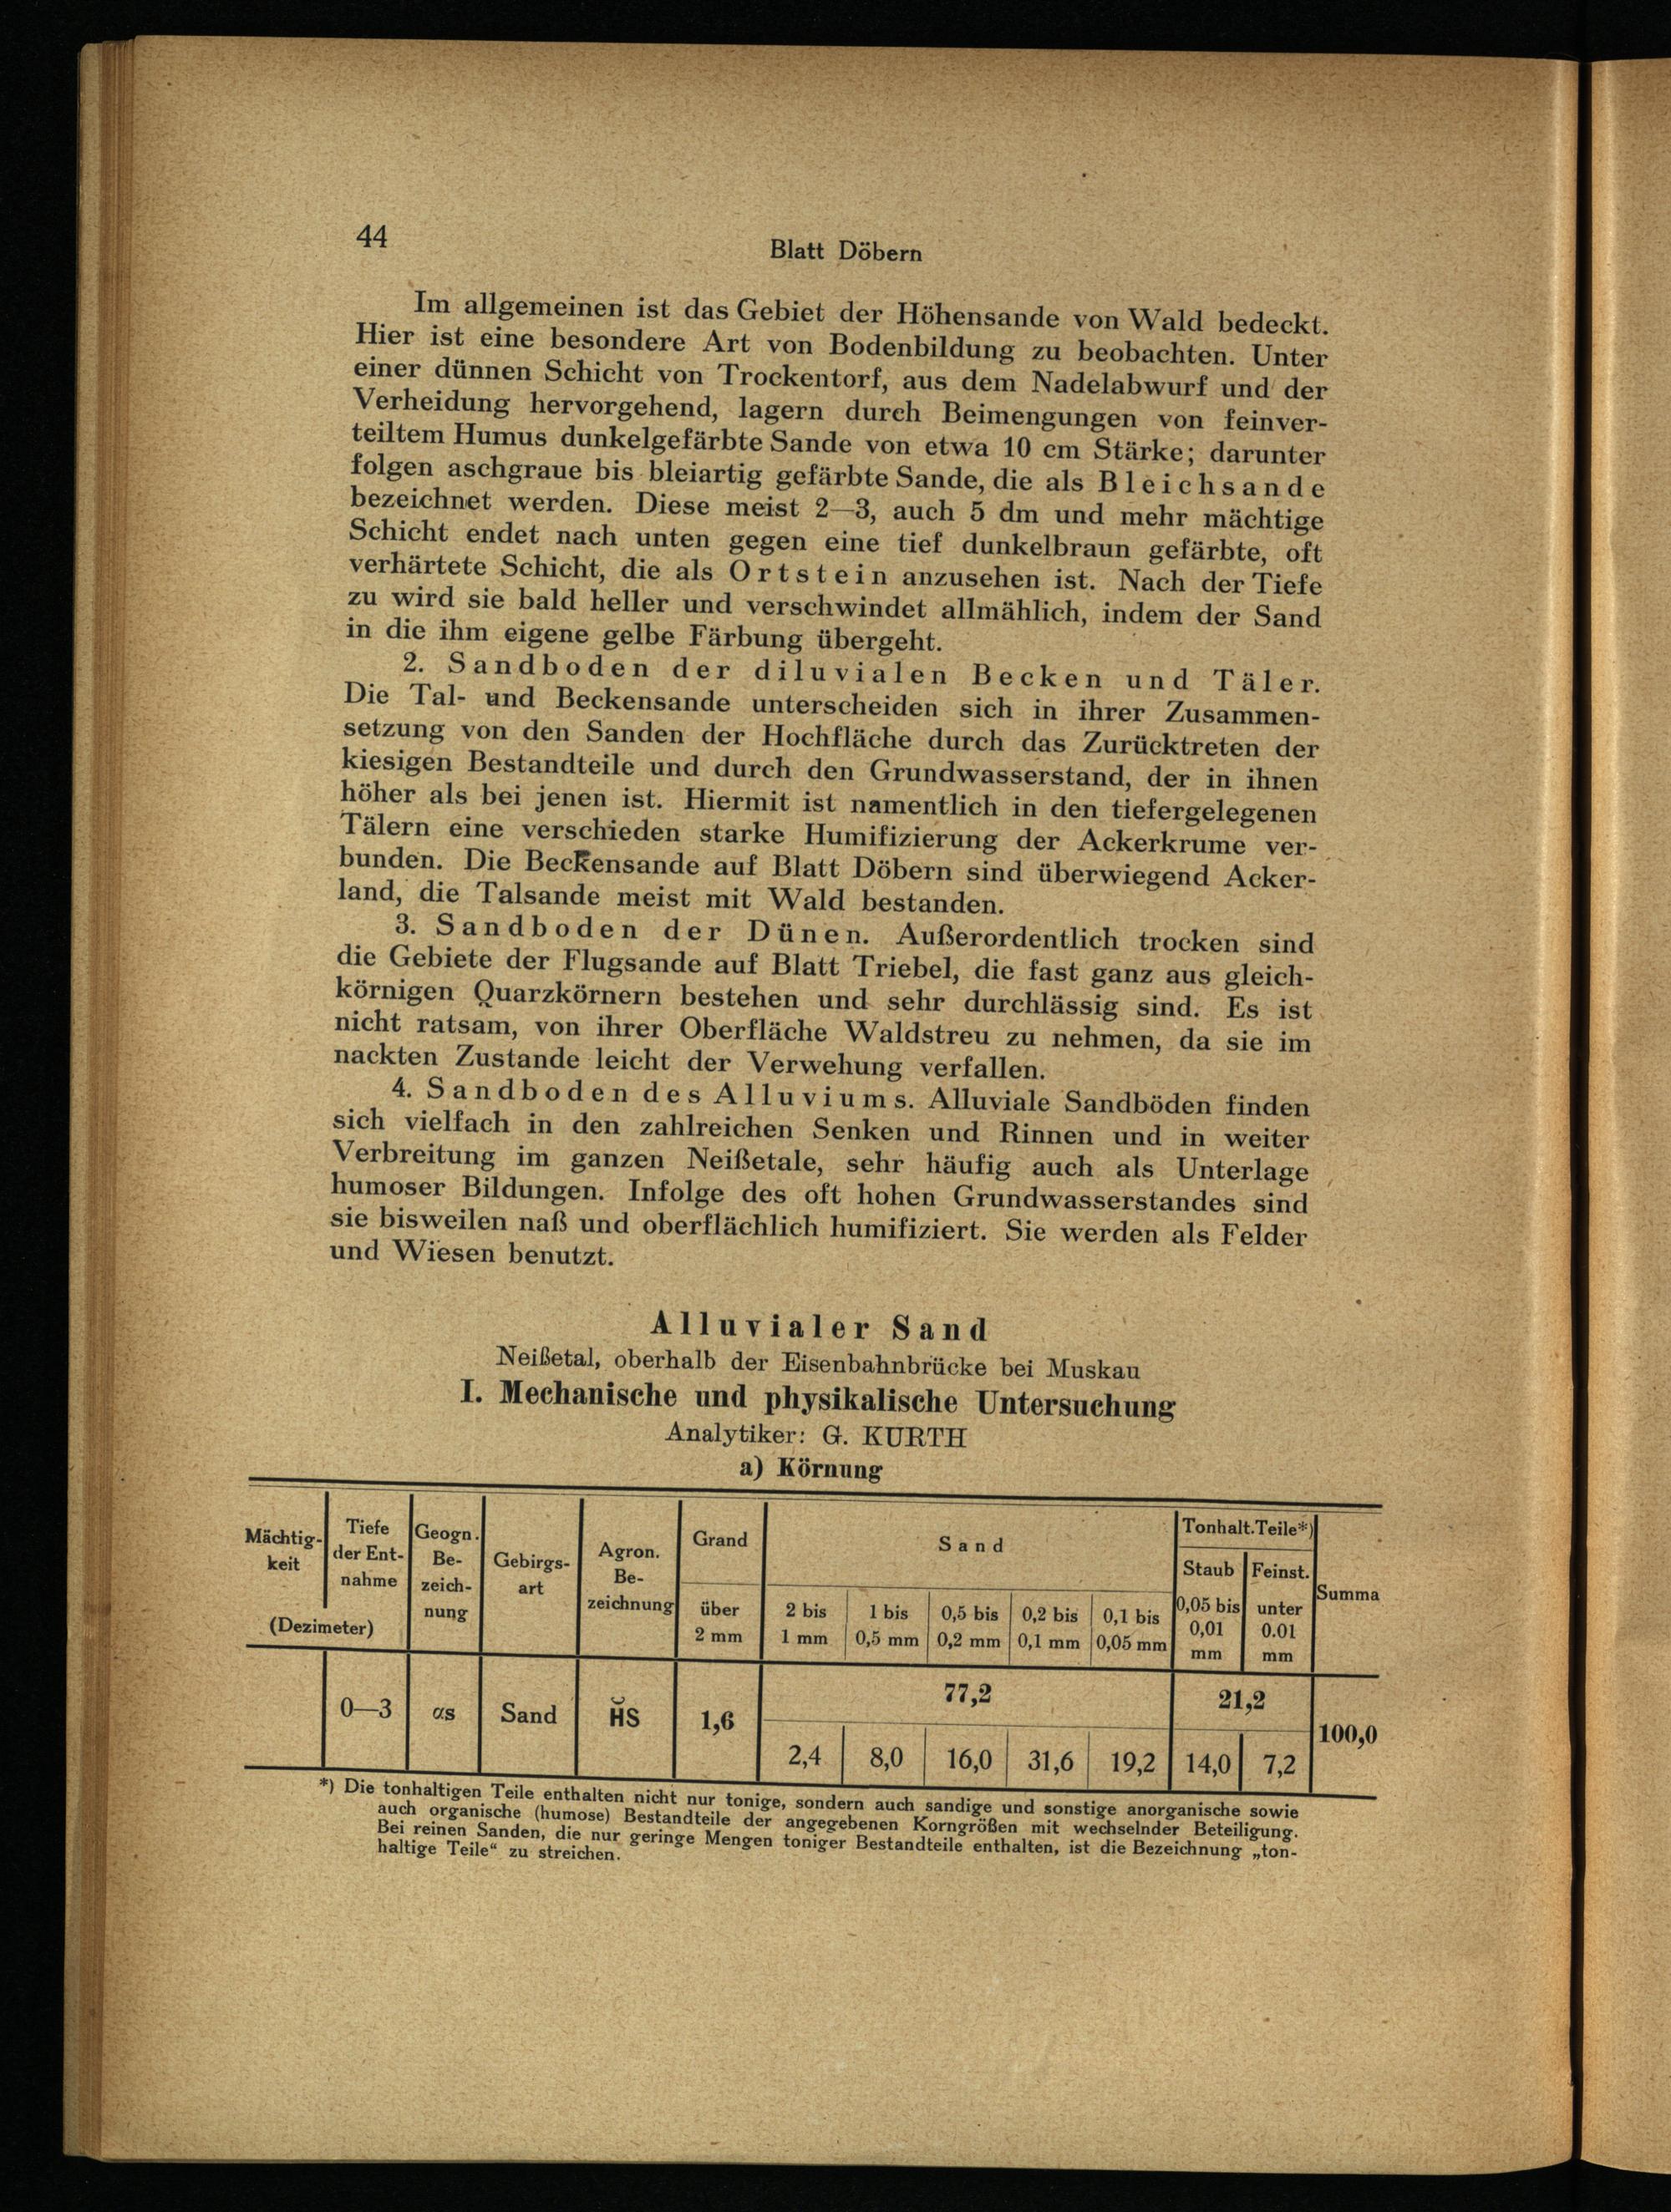 44
Blatt Döbern
Im allgemeinen ist das Gebiet der Höhensande von Wald bedeckt.
Hier ist eine besondere Art von Bodenbildung zu beobachten. Unter
einer dünnen Schicht von Trockentorf, aus dem Nadelabwurf und der
Verheidung hervorgehend, lagern durch Beimengungen von feinver-
teiltem Humus dunkelgefärbte Sande von etwa 10 cm Stärke; darunter
folgen aschgraue bis bleiartig gefärbte Sande, die als Bleichsande
bezeichnet werden. Diese meist 2—3, auch 5 dm und mehr mächtige
Schicht endet nach unten gegen eine tief dunkelbraun gefärbte, oft
verhärtete Schicht, die als Ortstein anzusehen ist. Nach der Tiefe
zu wird sie bald heller und verschwindet allmählich, indem der Sand
in die ihm eigene gelbe Färbung übergeht.
2. Sandboden der diluvialen Becken und Täler.
Die Tal- und Beckensande unterscheiden sich in ihrer Zusammen-
setzung von den Sanden der Hochfläche durch das Zurücktreten der
kiesigen Bestandteile und durch den Grundwasserstand, der in ihnen
höher als bei jenen ist. Hiermit ist namentlich in den tiefergelegenen
Tälern eine verschieden starke Humifizierung der Ackerkrume ver-
bunden. Die Beckensande auf Blatt Döbern sind überwiegend Acker-
land, die Talsande meist mit Wald bestanden.
3. Sandboden der Dünen. Außerordentlich trocken sind
die Gebiete der Flugsande auf Blatt Triebel, die fast ganz aus gleich-
körnigen Quarzkörnern bestehen und sehr durchlässig sind. Es ist
nicht ratsam, von ihrer Oberfläche Waldstreu zu nehmen, da sie im
nackten Zustande leicht der Verwehung verfallen.
4. Sandboden des Alluviums. Alluviale Sandböden finden
sich vielfach in den zahlreichen Senken und Rinnen und in weiter
Verbreitung im ganzen Neißetale, sehr häufig auch als Unterlage
humoser Bildungen. Infolge des oft hohen Grundwasserstandes sind
sie bisweilen naß und oberflächlich humifiziert. Sie werden als Felder
und Wiesen benutzt.
Alluvialer Sand
Neißetal, oberhalb der Eisenbahnbrücke bei Muskau
I. Mechanische und physikalische Untersuchung
Analytiker: G. KURTH
a) Körnung
Mächtig-
keit
Tiefe
der Ent-
nahme
(Dezimeter)
Geogn.
Be-
zeich-
nung
Gebirgs-
art
Agron.
Be-
zeichnung
Grand
über
2 mm
Sand
2 bis
1 mm
1 bis
0,5 mm
0,5 bis
0,2 mm
0,2 bis
0,1 mm
0,1 bis
0,05 mm
Tonhalt.Teile*)
Staub
0,05 bis
0,01
mm
Feinst.
unter
0.01
mm
Summa
0—3
αs
Sand
H̆S
1,6
77,2
21,2
100,0
2,4 8,0 16,0 31,6 19,2 14,0 7,2
*) Die tonhaltigen Teile enthalten nicht nur tonige, sondern auch sandige und sonstige anorganische sowie
auch organische (humose) Bestandteile der angegebenen Korngrößen mit wechselnder Beteiligung.
Bei reinen Sanden, die nur geringe Mengen toniger Bestandteile enthalten, ist die Bezeichnung „ton-
haltige Teile“ zu streichen.